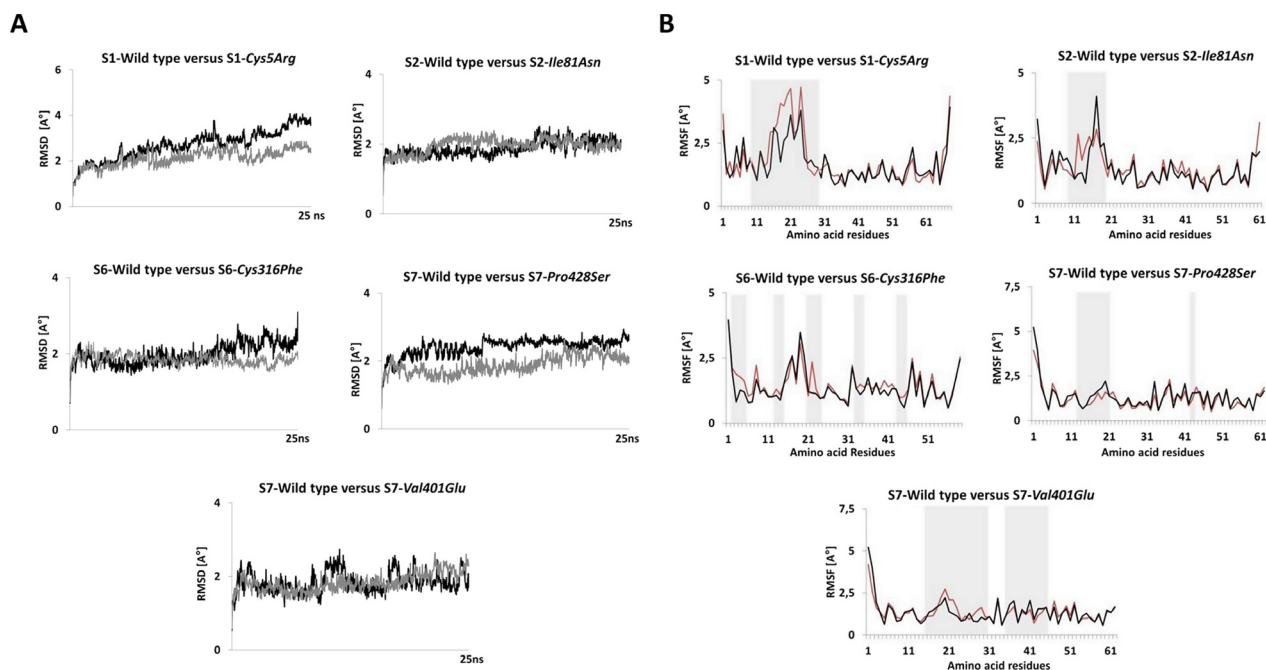 A
S1-Wild type versus S1-Cys5Arg
RMSD [A°]
6
4
2
0
25 ns
S2-Wild type versus S2-Ile81Asn
RMSD [A°]
4
2
0
25ns
S6-Wild type versus S6-Cys316Phe
RMSD [A°]
4
2
0
25ns
S7-Wild type versus S7-Pro428Ser
RMSD [A°]
4
2
0
25ns
S7-Wild type versus S7-Val401Glu
RMSD [A°]
4
2
0
25ns
B
S1-Wild type versus S1-Cys5Arg
RMSF [A°]
5
2,5
0
1 11 21 31 41 51 61
Amino acid residues
S2-Wild type versus S2-Ile81Asn
RMSF [A°]
5
2,5
0
1 11 21 31 41 51 61
Amino acid residues
S6-Wild type versus S6-Cys316Phe
RMSF [A°]
5
2,5
0
1 11 21 31 41 51
Amino acid Residues
S7-Wild type versus S7-Pro428Ser
RMSF [A°]
7,5
5
2,5
0
1 11 21 31 41 51 61
Amino acid residues
S7-Wild type versus S7-Val401Glu
RMSF [A°]
7,5
5
2,5
0
1 11 21 31 41 51 61
Amino acid residues